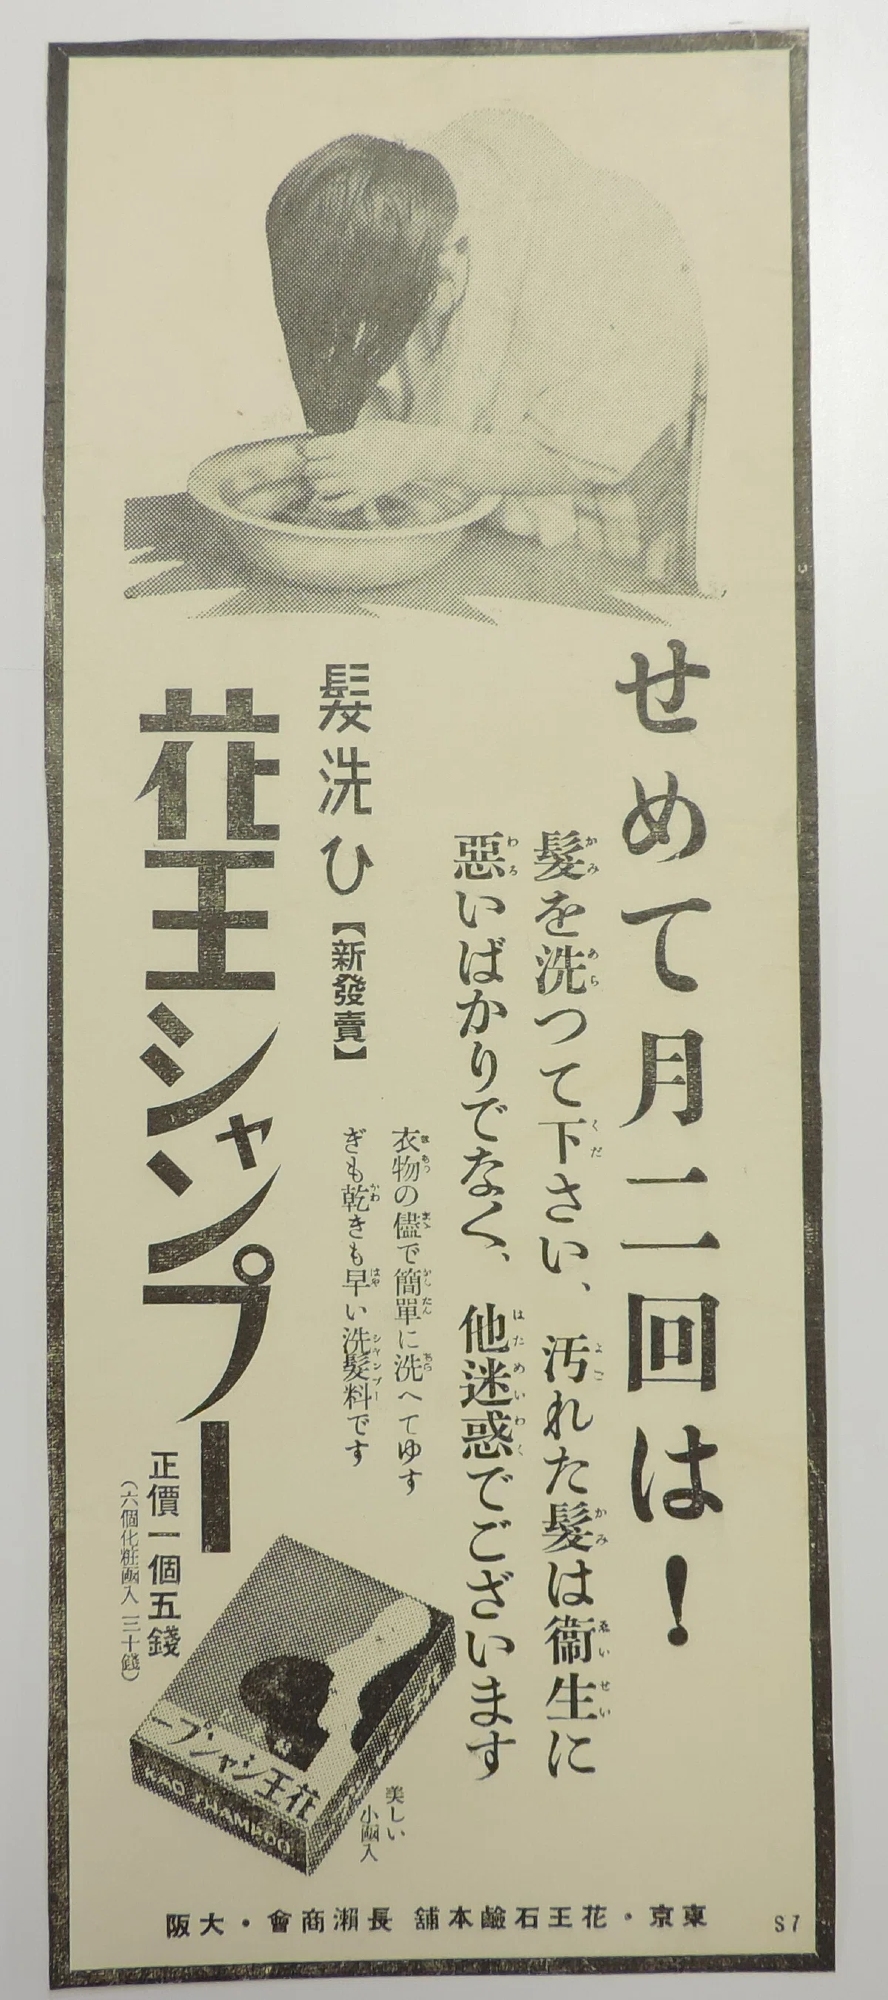 せめて月二回は！
髪を洗つて下さい、汚れた髪は衞生に
惡いばかりでなく、他迷惑でございます
衣物の儘で簡單に洗へてゆす
ぎも乾きも早い洗髪料です
髪洗ひ【新發賣】
花王シャンプー
正價一個五錢
（六個化粧凾入 三十錢）
花王シャンプー
KAO SHAMPOO
美しい
小凾入
東京・花王石鹼本舖 長瀨商會・大阪
S7